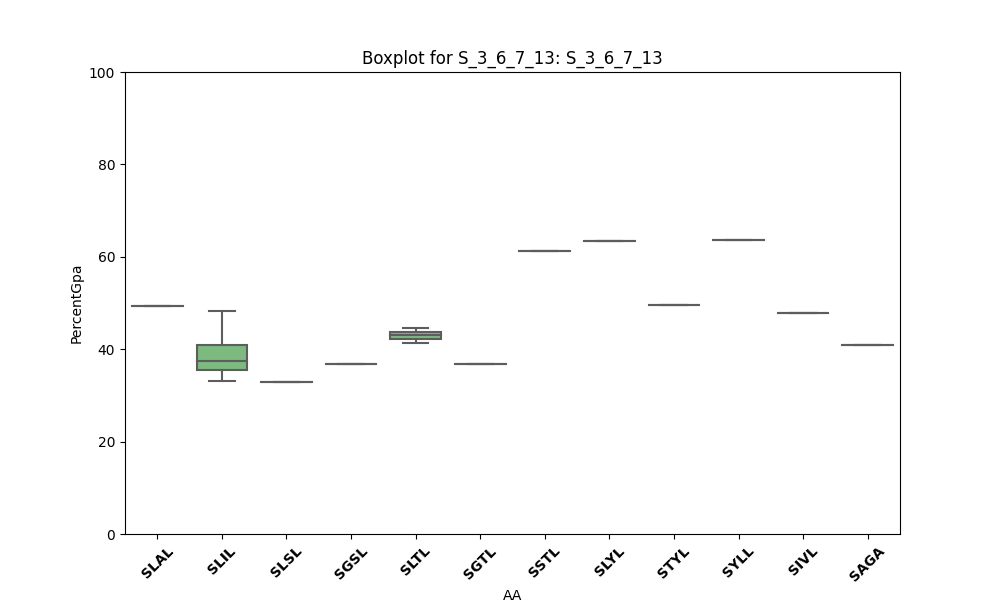 Boxplot for S_3_6_7_13: S_3_6_7_13
100
80
60
40
20
0
PercentGpa
SLAL
SLIL
SLSL
SGSL
SLTL
SGTL
SSTL
SLYL
STYL
SYLL
SIVL
SAGA
AA